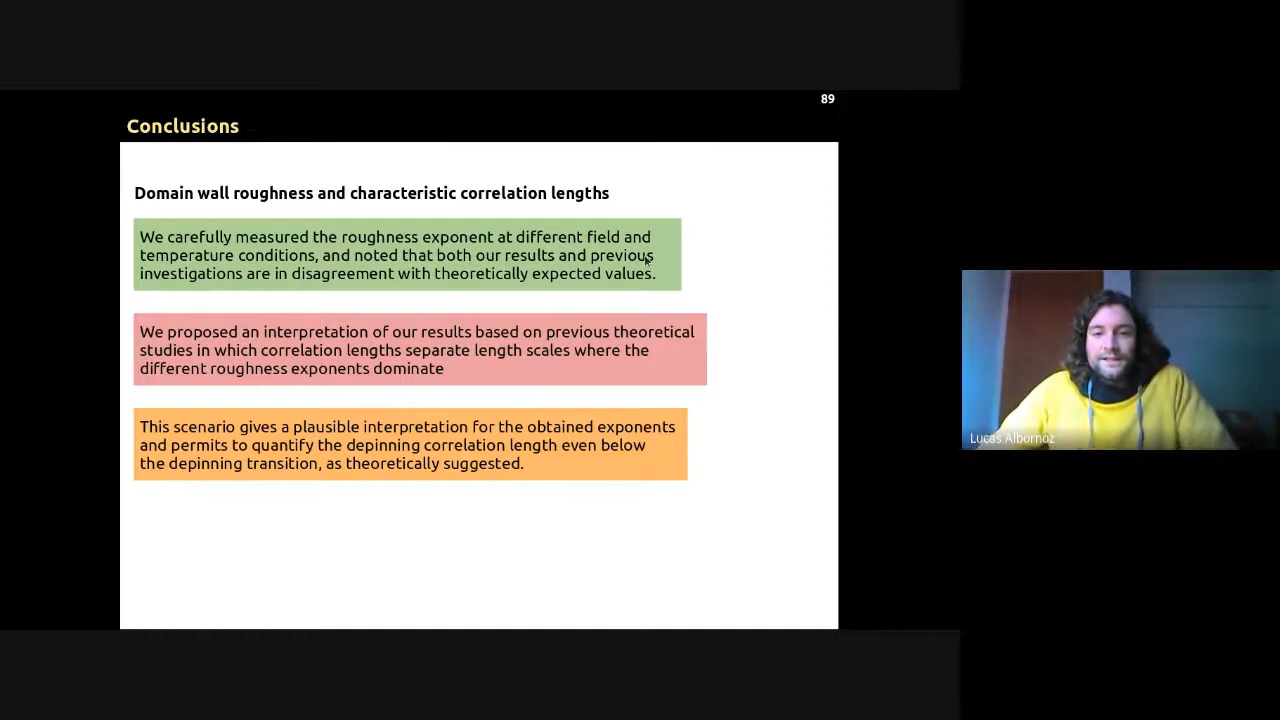 89
Conclusions
Domain wall roughness and characteristic correlation lengths
We carefully measured the roughness exponent at different field and
temperature conditions, and noted that both our results and previous
investigations are in disagreement with theoretically expected values.
We proposed an interpretation of our results based on previous theoretical
studies in which correlation lengths separate length scales where the
different roughness exponents dominate
This scenario gives a plausible interpretation for the obtained exponents
and permits to quantify the depinning correlation length even below
the depinning transition, as theoretically suggested.
Lucas Albornoz